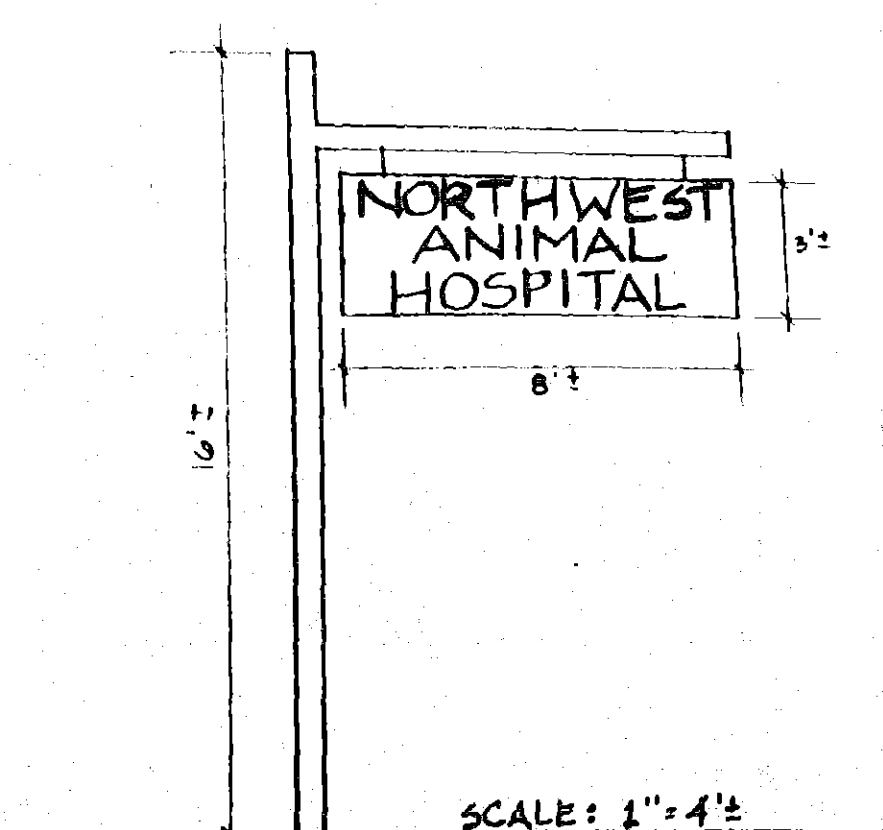 NORTHWEST
ANIMAL
HOSPITAL
3'±
8'±
16'±
SCALE: 1"=4'±